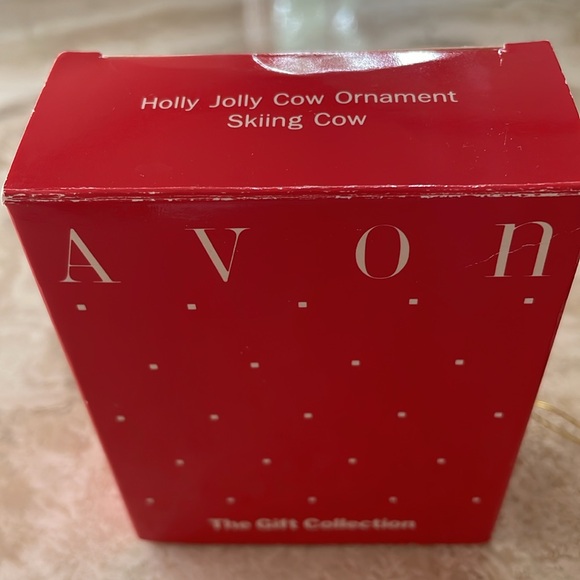 Holly Jolly Cow Ornament
Skiing Cow
AVOn
The Gift Collection